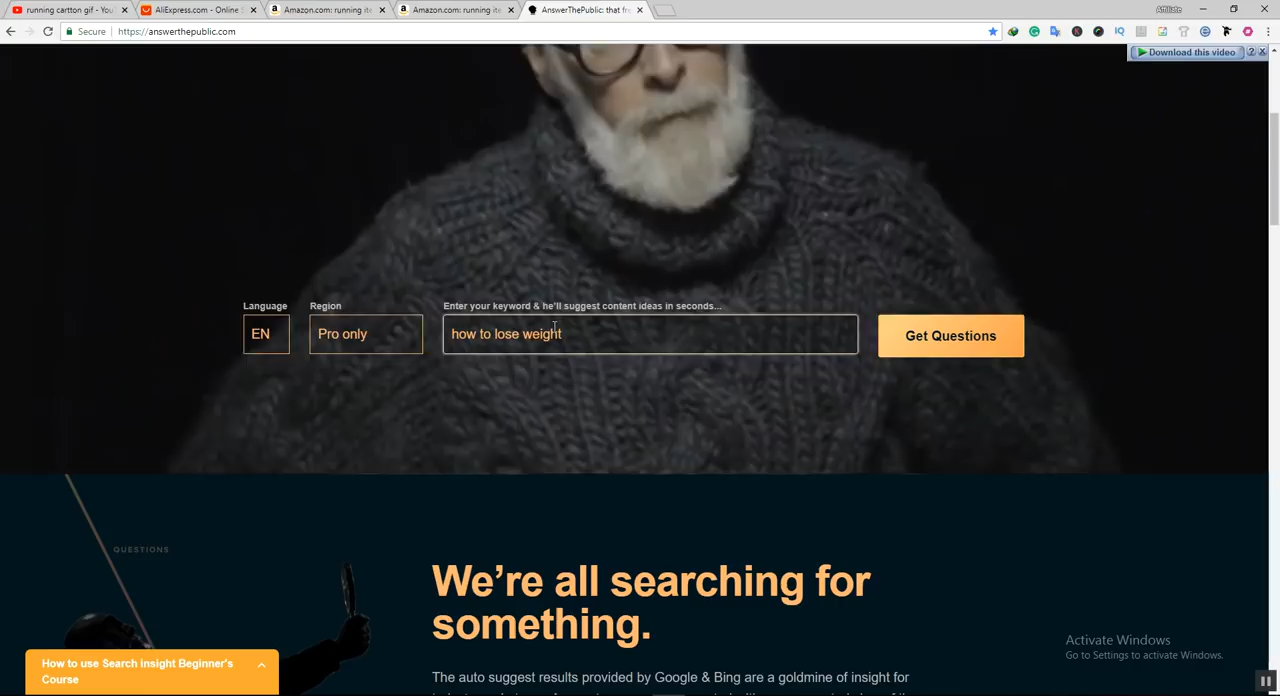 running cartton gif - You
AliExpress.com - Online S
Amazon.com: running ite
Amazon.com: running ite
AnswerThePublic: that fre
Affiliate
Secure
https://answerthepublic.com
Download this video
Language
Region
Enter your keyword & he'll suggest content ideas in seconds...
EN
Pro only
how to lose weight
Get Questions
QUESTIONS
We're all searching for
something.
How to use Search insight Beginner's
Course
The auto suggest results provided by Google & Bing are a goldmine of insight for
Activate Windows
Go to Settings to activate Windows.